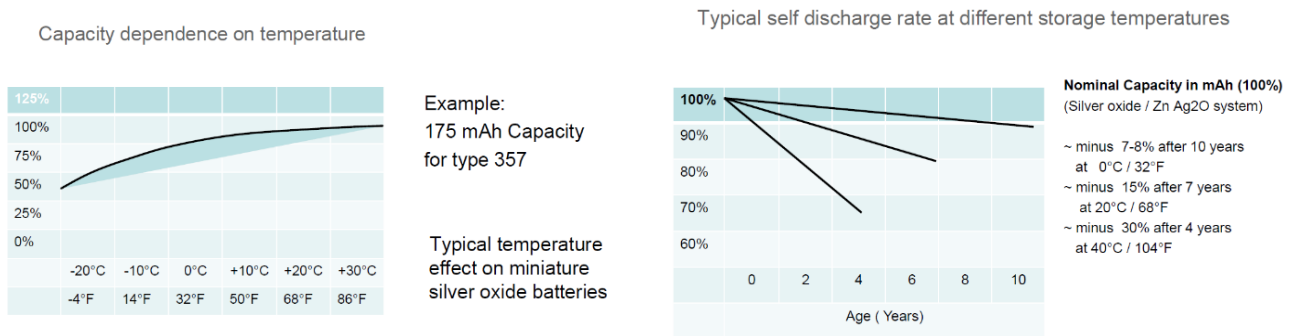 Capacity dependence on temperature
125%
100%
75%
50%
25%
0%
-20°C -10°C 0°C +10°C +20°C +30°C
-4°F 14°F 32°F 50°F 68°F 86°F
Example:
175 mAh Capacity
for type 357
Typical temperature
effect on miniature
silver oxide batteries
Typical self discharge rate at different storage temperatures
100%
90%
80%
70%
60%
0 2 4 6 8 10
Age ( Years)
Nominal Capacity in mAh (100%)
(Silver oxide / Zn Ag2O system)
~ minus 7-8% after 10 years
at 0°C / 32°F
~ minus 15% after 7 years
at 20°C / 68°F
~ minus 30% after 4 years
at 40°C / 104°F